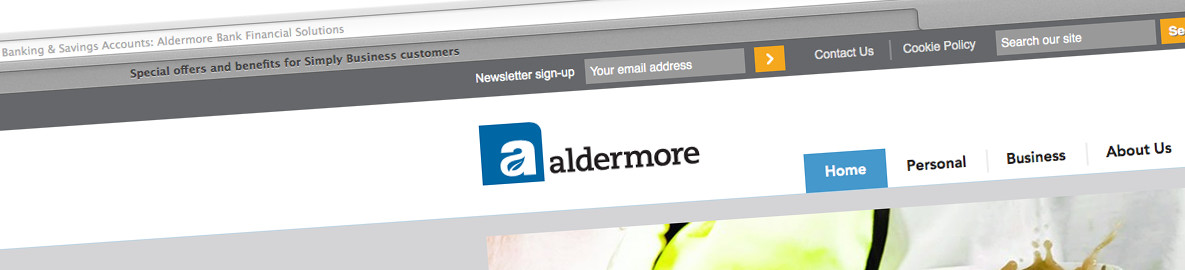 Banking & Savings Accounts: Aldermore Bank Financial Solutions
Special offers and benefits for Simply Business customers
Newsletter sign-up
Your email address
Contact Us
Cookie Policy
Search our site
Se
a aldermore
Home
Personal
Business
About Us